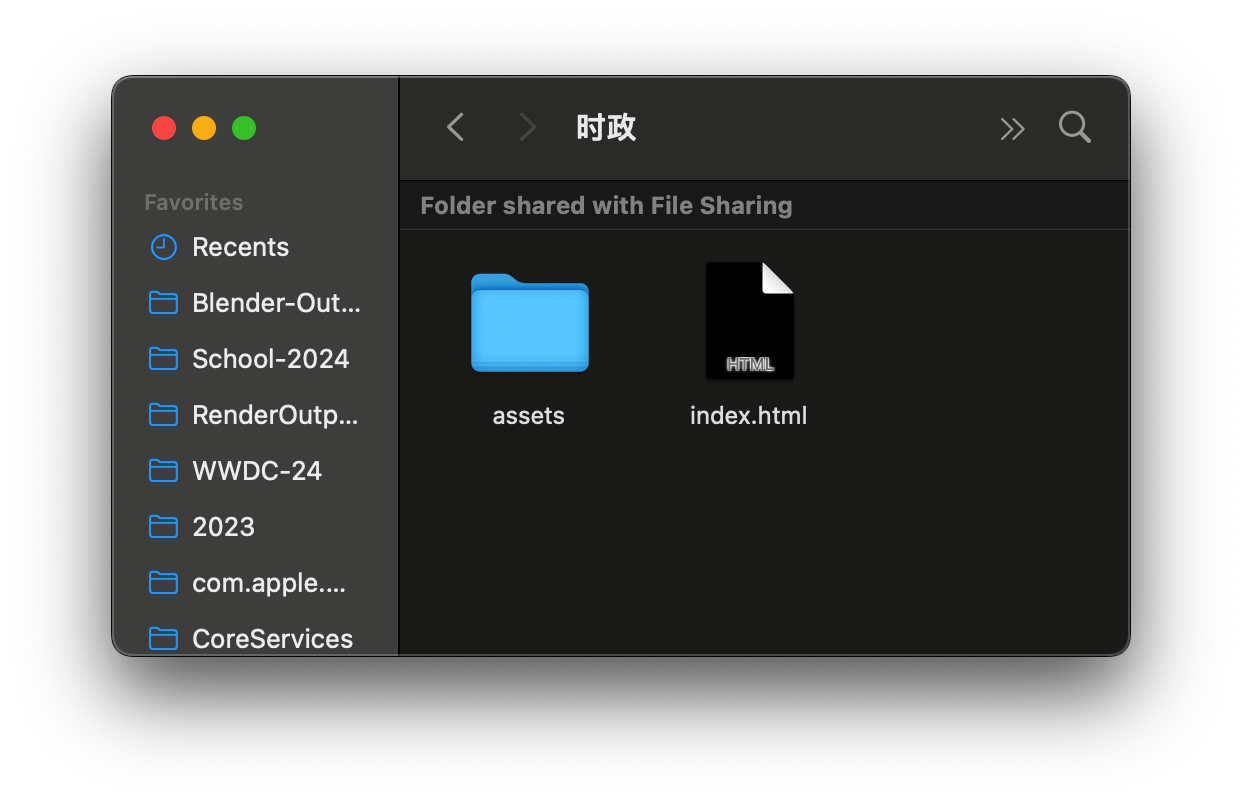 时政
Favorites
Recents
Blender-Out...
School-2024
RenderOutp...
WWDC-24
2023
com.apple....
CoreServices
Folder shared with File Sharing
HTML
assets
index.html